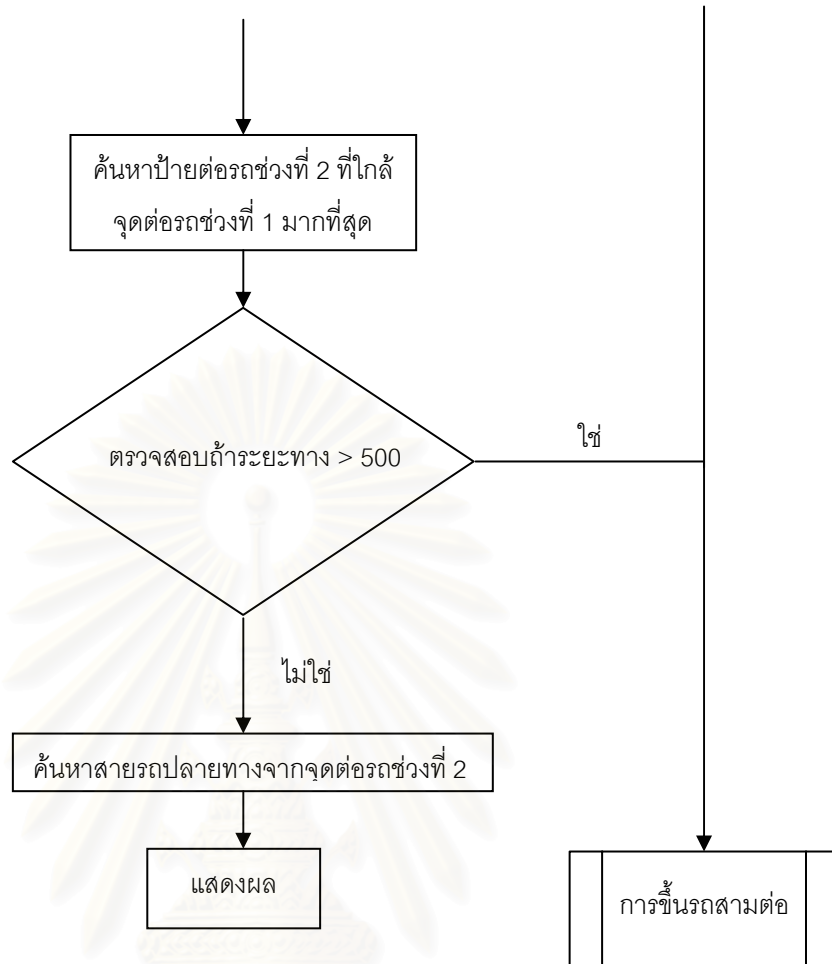 ค้นหาป้ายต่อรถช่วงที่ 2 ที่ใกล้
จุดต่อรถช่วงที่ 1 มากที่สุด
ตรวจสอบถ้าระยะทาง > 500
ใช่
ไม่ใช่
ค้นหาสายรถปลายทางจากจุดต่อรถช่วงที่ 2
แสดงผล
การขึ้นรถสามต่อ